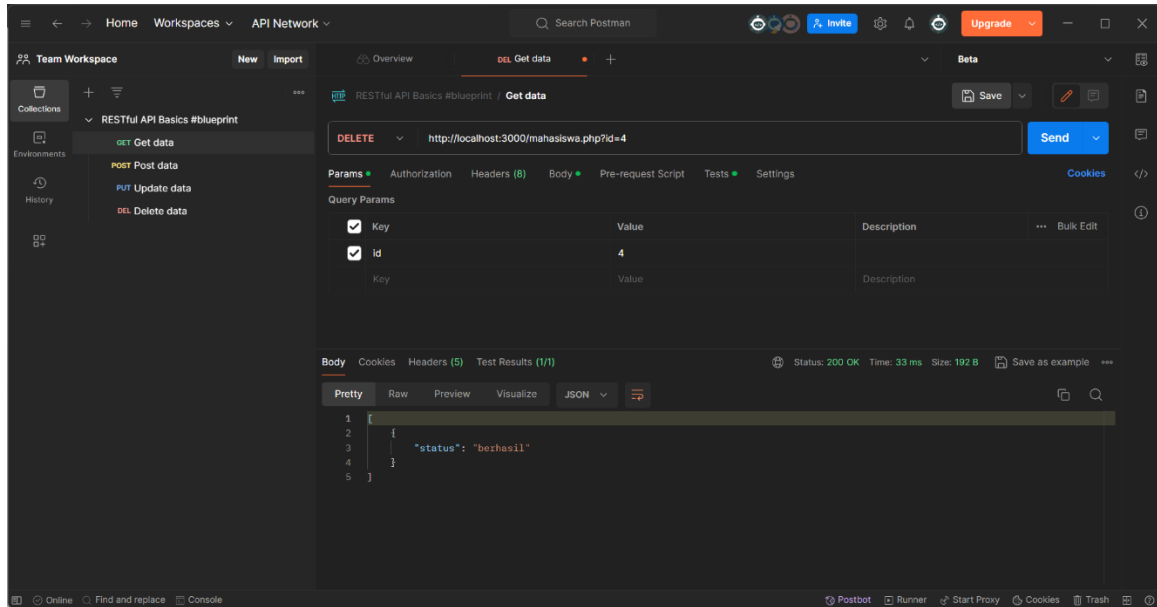 Home Workspaces API Network Search Postman Invite Upgrade
Team Workspace New Import Overview DEL Get data Beta
Collections
Environments
History
RESTful API Basics #blueprint
GET Get data
POST Post data
PUT Update data
DEL Delete data
HTTP RESTful API Basics #blueprint / Get data Save
DELETE http://localhost:3000/mahasiswa.php?id=4 Send
Params Authorization Headers (8) Body Pre-request Script Tests Settings Cookies
Query Params
Key Value Description Bulk Edit
id 4
Key Value Description
Body Cookies Headers (5) Test Results (1/1) Status: 200 OK Time: 33 ms Size: 192 B Save as example
Pretty Raw Preview Visualize JSON
1 [
2 {
3 "status": "berhasil"
4 }
5 ]
Online Find and replace Console Postbot Runner Start Proxy Cookies Trash